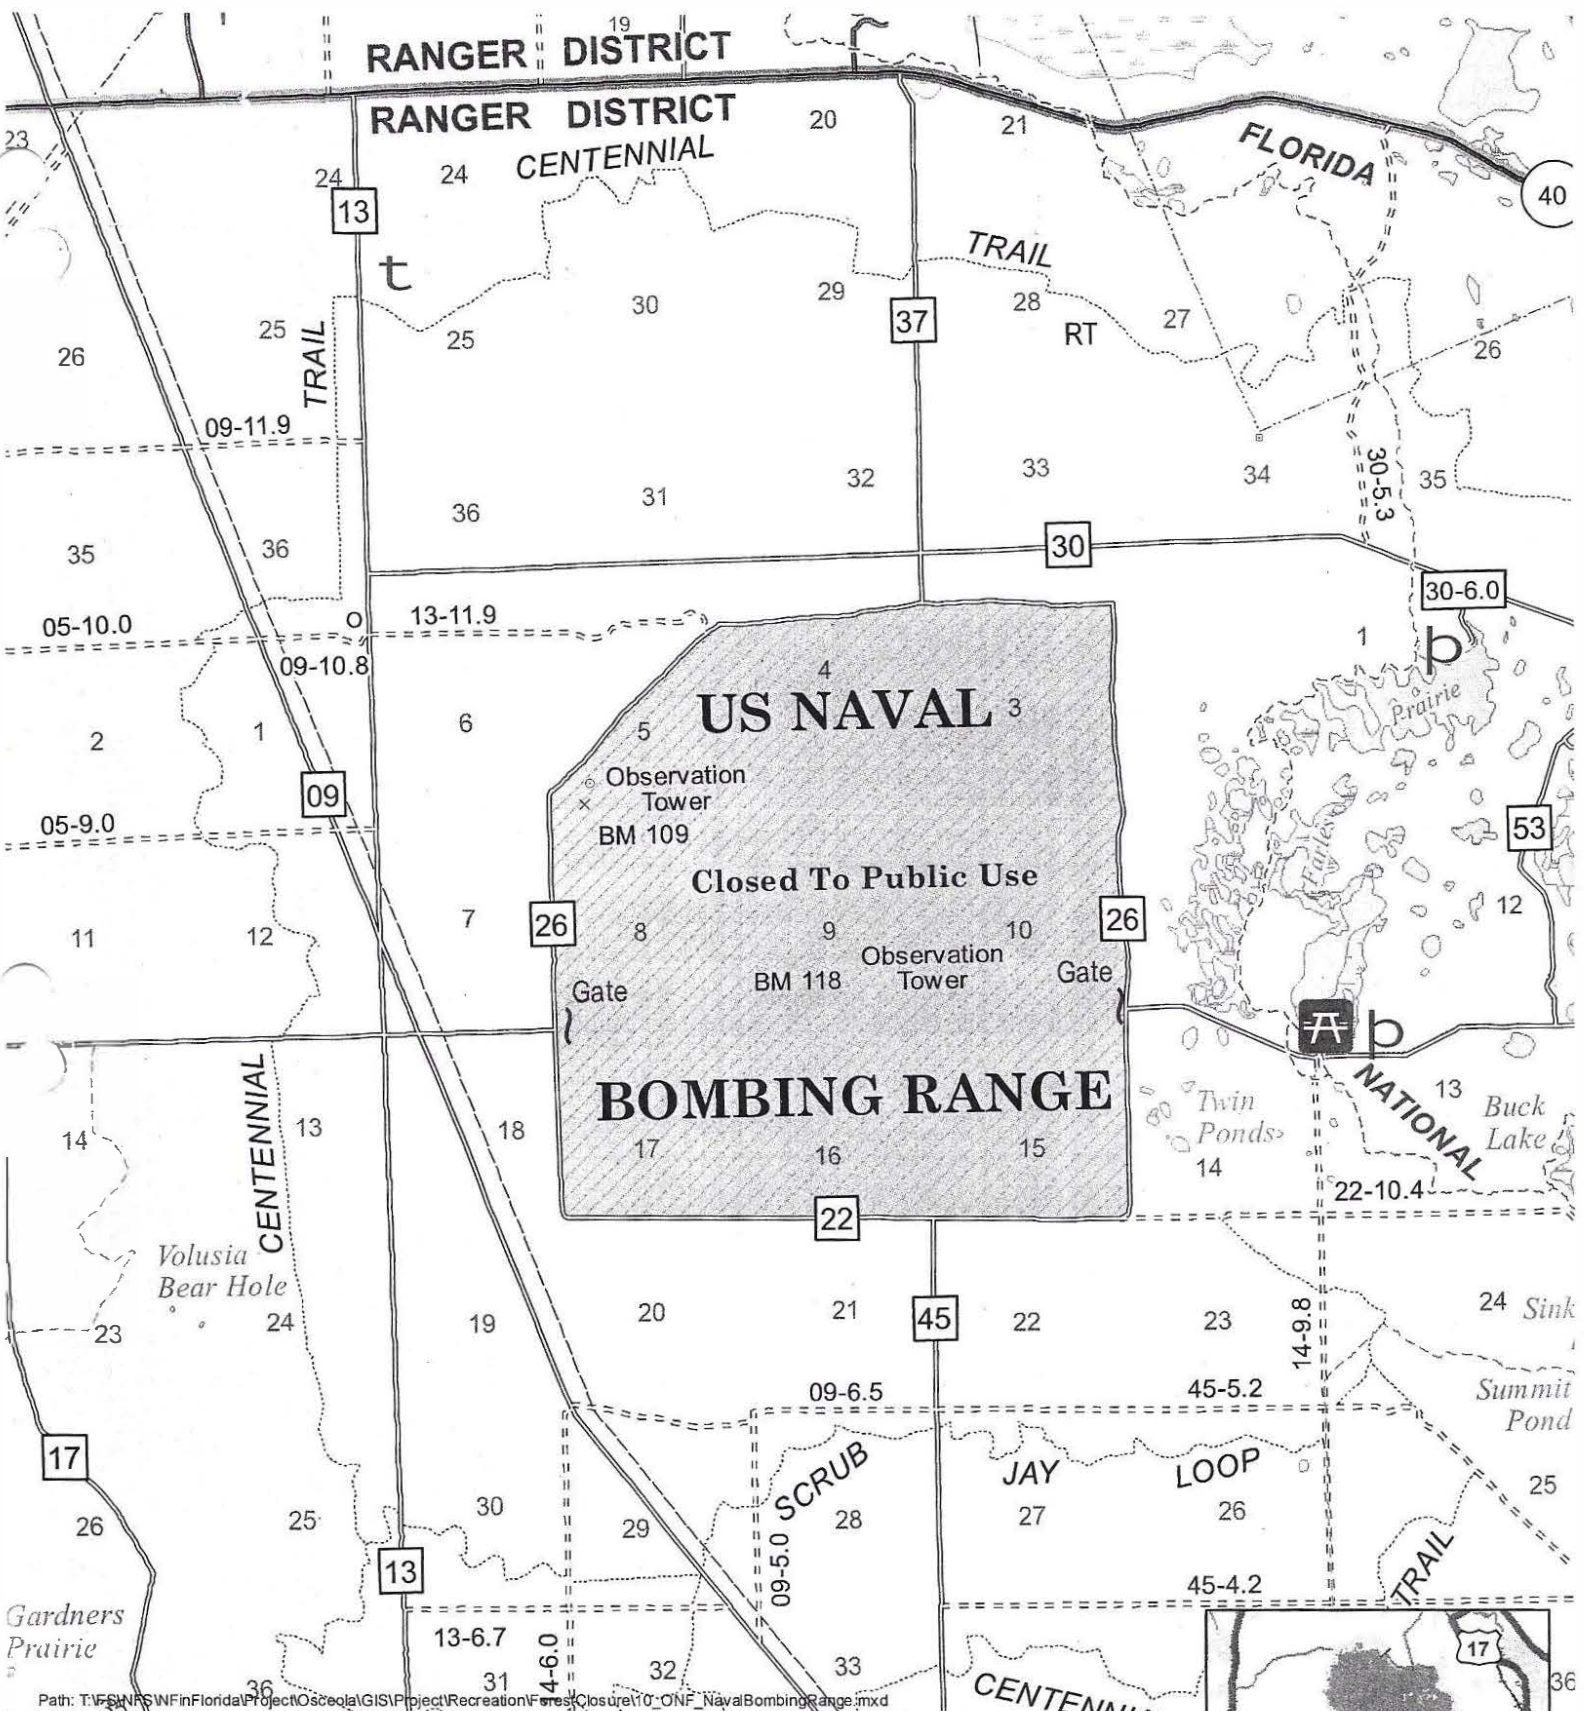 19
RANGER DISTRICT
RANGER DISTRICT
23
20
21
FLORIDA
40
CENTENNIAL
24
24
13
t
TRAIL
30
29
37
28
RT
27
26
25
TRAIL
25
26
09-11.9
32
33
34
30-5.3
35
31
36
35
36
30
30-6.0
05-10.0
13-11.9
09-10.8
1
b
Prairie
4
US NAVAL
3
5
6
1
2
Observation
Tower
BM 109
09
05-9.0
53
Farles
Closed To Public Use
26
26
7
8
9
10
12
11
12
Observation
Tower
BM 118
Gate
Gate
b
NATIONAL
BOMBING RANGE
Twin
Ponds
14
13
Buck
Lake
CENTENNIAL
13
18
14
17
16
15
22-10.4
22
Volusia
Bear Hole
24
23
19
20
21
45
22
23
14-9.8
24
Sink
09-6.5
45-5.2
Summit
Pond
17
SCRUB
JAY
LOOP
26
25
30
29
28
27
26
25
09-5.0
TRAIL
13
45-4.2
Gardners
Prairie
13-6.7
14-6.0
17
36
31
32
33
36
CENTENNI
Path: T:\FS\NFS\NFinFlorida\Project\Osceola\GIS\Project\Recreation\ForestClosure\10_ONF_NavalBombingRange.mxd